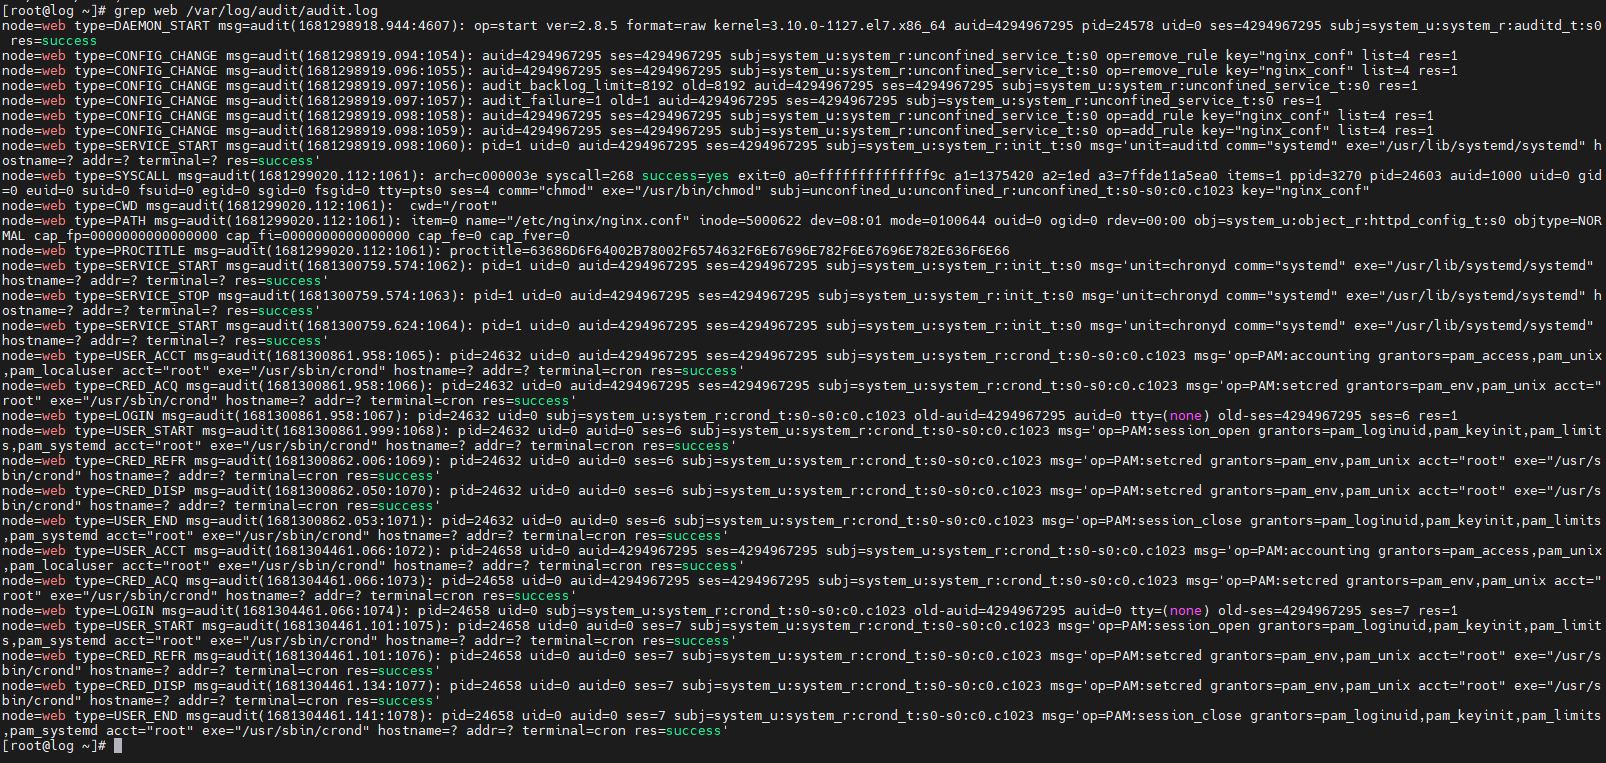 [root@log ~]# grep web /var/log/audit/audit.log
node=web type=DAEMON_START msg=audit(1681298918.944:4607): op=start ver=2.8.5 format=raw kernel=3.10.0-1127.el7.x86_64 auid=4294967295 pid=24578 uid=0 ses=4294967295 subj=system_u:system_r:auditd_t:s0
 res=success
node=web type=CONFIG_CHANGE msg=audit(1681298919.094:1054): auid=4294967295 ses=4294967295 subj=system_u:system_r:unconfined_service_t:s0 op=remove_rule key="nginx_conf" list=4 res=1
node=web type=CONFIG_CHANGE msg=audit(1681298919.096:1055): auid=4294967295 ses=4294967295 subj=system_u:system_r:unconfined_service_t:s0 op=remove_rule key="nginx_conf" list=4 res=1
node=web type=CONFIG_CHANGE msg=audit(1681298919.097:1056): audit_backlog_limit=8192 old=8192 auid=4294967295 ses=4294967295 subj=system_u:system_r:unconfined_service_t:s0 res=1
node=web type=CONFIG_CHANGE msg=audit(1681298919.097:1057): audit_failure=1 old=1 auid=4294967295 ses=4294967295 subj=system_u:system_r:unconfined_service_t:s0 res=1
node=web type=CONFIG_CHANGE msg=audit(1681298919.098:1058): auid=4294967295 ses=4294967295 subj=system_u:system_r:unconfined_service_t:s0 op=add_rule key="nginx_conf" list=4 res=1
node=web type=CONFIG_CHANGE msg=audit(1681298919.098:1059): auid=4294967295 ses=4294967295 subj=system_u:system_r:unconfined_service_t:s0 op=add_rule key="nginx_conf" list=4 res=1
node=web type=SERVICE_START msg=audit(1681298919.098:1060): pid=1 uid=0 auid=4294967295 ses=4294967295 subj=system_u:system_r:init_t:s0 msg='unit=auditd comm="systemd" exe="/usr/lib/systemd/systemd" h
ostname=? addr=? terminal=? res=success'
node=web type=SYSCALL msg=audit(1681299020.112:1061): arch=c000003e syscall=268 success=yes exit=0 a0=ffffffffffffff9c a1=1375420 a2=1ed a3=7ffde11a5ea0 items=1 ppid=3270 pid=24603 auid=1000 uid=0 gid
=0 euid=0 suid=0 fsuid=0 egid=0 sgid=0 fsgid=0 tty=pts0 ses=4 comm="chmod" exe="/usr/bin/chmod" subj=unconfined_u:unconfined_r:unconfined_t:s0-s0:c0.c1023 key="nginx_conf"
node=web type=CWD msg=audit(1681299020.112:1061):  cwd="/root"
node=web type=PATH msg=audit(1681299020.112:1061): item=0 name="/etc/nginx/nginx.conf" inode=5000622 dev=08:01 mode=0100644 ouid=0 ogid=0 rdev=00:00 obj=system_u:object_r:httpd_config_t:s0 objtype=NOR
MAL cap_fp=0000000000000000 cap_fi=0000000000000000 cap_fe=0 cap_fver=0
node=web type=PROCTITLE msg=audit(1681299020.112:1061): proctitle=63686D6F64002B78002F6574632F6E67696E782F6E67696E782E636F6E66
node=web type=SERVICE_START msg=audit(1681300759.574:1062): pid=1 uid=0 auid=4294967295 ses=4294967295 subj=system_u:system_r:init_t:s0 msg='unit=chronyd comm="systemd" exe="/usr/lib/systemd/systemd"
hostname=? addr=? terminal=? res=success'
node=web type=SERVICE_STOP msg=audit(1681300759.574:1063): pid=1 uid=0 auid=4294967295 ses=4294967295 subj=system_u:system_r:init_t:s0 msg='unit=chronyd comm="systemd" exe="/usr/lib/systemd/systemd" h
ostname=? addr=? terminal=? res=success'
node=web type=SERVICE_START msg=audit(1681300759.624:1064): pid=1 uid=0 auid=4294967295 ses=4294967295 subj=system_u:system_r:init_t:s0 msg='unit=chronyd comm="systemd" exe="/usr/lib/systemd/systemd"
hostname=? addr=? terminal=? res=success'
node=web type=USER_ACCT msg=audit(1681300861.958:1065): pid=24632 uid=0 auid=4294967295 ses=4294967295 subj=system_u:system_r:crond_t:s0-s0:c0.c1023 msg='op=PAM:accounting grantors=pam_access,pam_unix
,pam_localuser acct="root" exe="/usr/sbin/crond" hostname=? addr=? terminal=cron res=success'
node=web type=CRED_ACQ msg=audit(1681300861.958:1066): pid=24632 uid=0 auid=4294967295 ses=4294967295 subj=system_u:system_r:crond_t:s0-s0:c0.c1023 msg='op=PAM:setcred grantors=pam_env,pam_unix acct="
root" exe="/usr/sbin/crond" hostname=? addr=? terminal=cron res=success'
node=web type=LOGIN msg=audit(1681300861.958:1067): pid=24632 uid=0 subj=system_u:system_r:crond_t:s0-s0:c0.c1023 old-auid=4294967295 auid=0 tty=(none) old-ses=4294967295 ses=6 res=1
node=web type=USER_START msg=audit(1681300861.999:1068): pid=24632 uid=0 auid=0 ses=6 subj=system_u:system_r:crond_t:s0-s0:c0.c1023 msg='op=PAM:session_open grantors=pam_loginuid,pam_keyinit,pam_limit
s,pam_systemd acct="root" exe="/usr/sbin/crond" hostname=? addr=? terminal=cron res=success'
node=web type=CRED_REFR msg=audit(1681300862.006:1069): pid=24632 uid=0 auid=0 ses=6 subj=system_u:system_r:crond_t:s0-s0:c0.c1023 msg='op=PAM:setcred grantors=pam_env,pam_unix acct="root" exe="/usr/s
bin/crond" hostname=? addr=? terminal=cron res=success'
node=web type=CRED_DISP msg=audit(1681300862.050:1070): pid=24632 uid=0 auid=0 ses=6 subj=system_u:system_r:crond_t:s0-s0:c0.c1023 msg='op=PAM:setcred grantors=pam_env,pam_unix acct="root" exe="/usr/s
bin/crond" hostname=? addr=? terminal=cron res=success'
node=web type=USER_END msg=audit(1681300862.053:1071): pid=24632 uid=0 auid=0 ses=6 subj=system_u:system_r:crond_t:s0-s0:c0.c1023 msg='op=PAM:session_close grantors=pam_loginuid,pam_keyinit,pam_limits
,pam_systemd acct="root" exe="/usr/sbin/crond" hostname=? addr=? terminal=cron res=success'
node=web type=USER_ACCT msg=audit(1681304461.066:1072): pid=24658 uid=0 auid=4294967295 ses=4294967295 subj=system_u:system_r:crond_t:s0-s0:c0.c1023 msg='op=PAM:accounting grantors=pam_access,pam_unix
,pam_localuser acct="root" exe="/usr/sbin/crond" hostname=? addr=? terminal=cron res=success'
node=web type=CRED_ACQ msg=audit(1681304461.066:1073): pid=24658 uid=0 auid=4294967295 ses=4294967295 subj=system_u:system_r:crond_t:s0-s0:c0.c1023 msg='op=PAM:setcred grantors=pam_env,pam_unix acct="
root" exe="/usr/sbin/crond" hostname=? addr=? terminal=cron res=success'
node=web type=LOGIN msg=audit(1681304461.066:1074): pid=24658 uid=0 subj=system_u:system_r:crond_t:s0-s0:c0.c1023 old-auid=4294967295 auid=0 tty=(none) old-ses=4294967295 ses=7 res=1
node=web type=USER_START msg=audit(1681304461.101:1075): pid=24658 uid=0 auid=0 ses=7 subj=system_u:system_r:crond_t:s0-s0:c0.c1023 msg='op=PAM:session_open grantors=pam_loginuid,pam_keyinit,pam_limit
s,pam_systemd acct="root" exe="/usr/sbin/crond" hostname=? addr=? terminal=cron res=success'
node=web type=CRED_REFR msg=audit(1681304461.101:1076): pid=24658 uid=0 auid=0 ses=7 subj=system_u:system_r:crond_t:s0-s0:c0.c1023 msg='op=PAM:setcred grantors=pam_env,pam_unix acct="root" exe="/usr/s
bin/crond" hostname=? addr=? terminal=cron res=success'
node=web type=CRED_DISP msg=audit(1681304461.134:1077): pid=24658 uid=0 auid=0 ses=7 subj=system_u:system_r:crond_t:s0-s0:c0.c1023 msg='op=PAM:setcred grantors=pam_env,pam_unix acct="root" exe="/usr/s
bin/crond" hostname=? addr=? terminal=cron res=success'
node=web type=USER_END msg=audit(1681304461.141:1078): pid=24658 uid=0 auid=0 ses=7 subj=system_u:system_r:crond_t:s0-s0:c0.c1023 msg='op=PAM:session_close grantors=pam_loginuid,pam_keyinit,pam_limits
,pam_systemd acct="root" exe="/usr/sbin/crond" hostname=? addr=? terminal=cron res=success'
[root@log ~]#